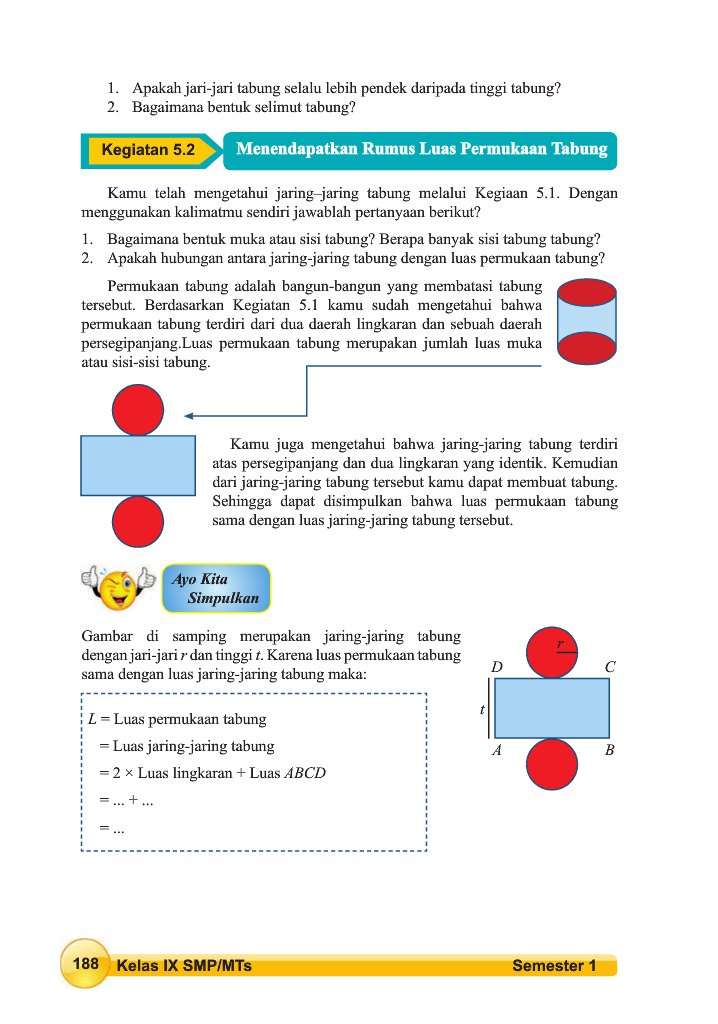 1. Apakah jari-jari tabung selalu lebih pendek daripada tinggi tabung?
2. Bagaimana bentuk selimut tabung?
Kegiatan 5.2
Menendapatkan Rumus Luas Permukaan Tabung
Kamu telah mengetahui jaring–jaring tabung melalui Kegiaan 5.1. Dengan
menggunakan kalimatmu sendiri jawablah pertanyaan berikut?
1. Bagaimana bentuk muka atau sisi tabung? Berapa banyak sisi tabung tabung?
2. Apakah hubungan antara jaring-jaring tabung dengan luas permukaan tabung?
Permukaan tabung adalah bangun-bangun yang membatasi tabung
tersebut. Berdasarkan Kegiatan 5.1 kamu sudah mengetahui bahwa
permukaan tabung terdiri dari dua daerah lingkaran dan sebuah daerah
persegipanjang.Luas permukaan tabung merupakan jumlah luas muka
atau sisi-sisi tabung.
Kamu juga mengetahui bahwa jaring-jaring tabung terdiri
atas persegipanjang dan dua lingkaran yang identik. Kemudian
dari jaring-jaring tabung tersebut kamu dapat membuat tabung.
Sehingga dapat disimpulkan bahwa luas permukaan tabung
sama dengan luas jaring-jaring tabung tersebut.
Ayo Kita
Simpulkan
Gambar di samping merupakan jaring-jaring tabung
dengan jari-jari r dan tinggi t. Karena luas permukaan tabung
sama dengan luas jaring-jaring tabung maka:
L = Luas permukaan tabung
= Luas jaring-jaring tabung
= 2 × Luas lingkaran + Luas ABCD
= ... + ...
= ...
r
D C
t
A B
188 Kelas IX SMP/MTs Semester 1